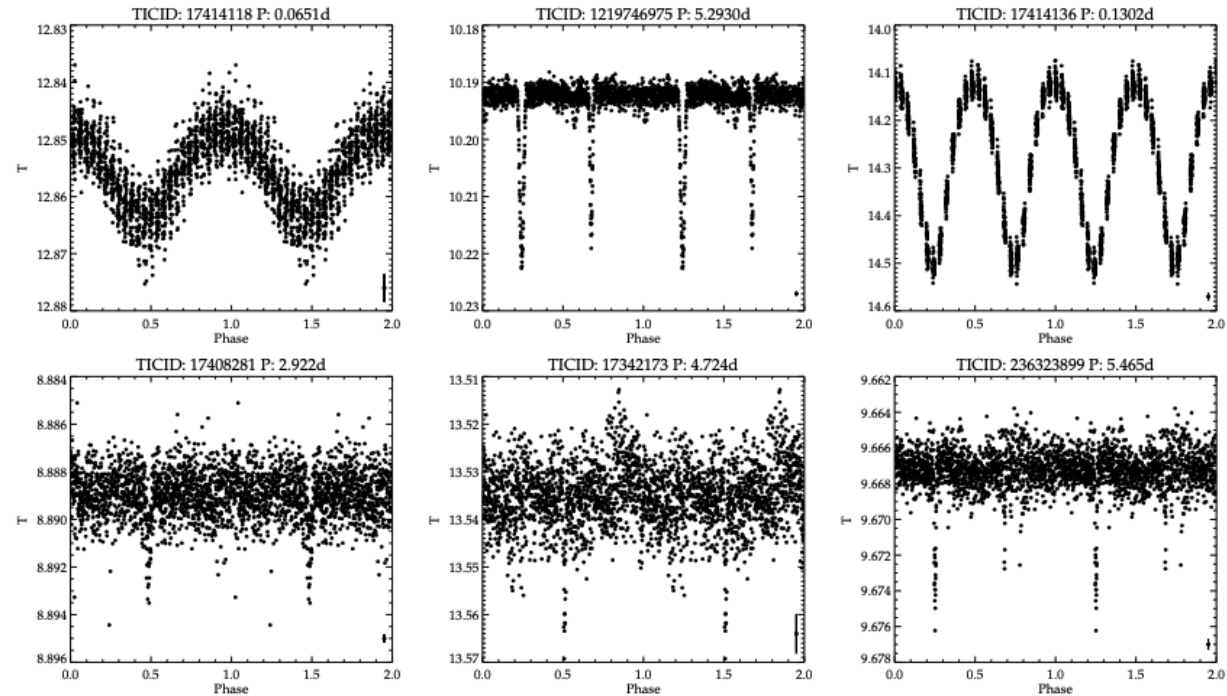 TICID: 17414118 P: 0.0651d
12.83
12.84
12.85
12.86
12.87
12.88
T
0.0 0.5 1.0 1.5 2.0
Phase
TICID: 1219746975 P: 5.2930d
10.18
10.19
10.20
10.21
10.22
10.23
T
0.0 0.5 1.0 1.5 2.0
Phase
TICID: 17414136 P: 0.1302d
14.0
14.1
14.2
14.3
14.4
14.5
14.6
T
0.0 0.5 1.0 1.5 2.0
Phase
TICID: 17408281 P: 2.922d
8.884
8.886
8.888
8.890
8.892
8.894
8.896
T
0.0 0.5 1.0 1.5 2.0
Phase
TICID: 17342173 P: 4.724d
13.51
13.52
13.53
13.54
13.55
13.56
13.57
T
0.0 0.5 1.0 1.5 2.0
Phase
TICID: 236323899 P: 5.465d
9.662
9.664
9.666
9.668
9.670
9.672
9.674
9.676
9.678
T
0.0 0.5 1.0 1.5 2.0
Phase